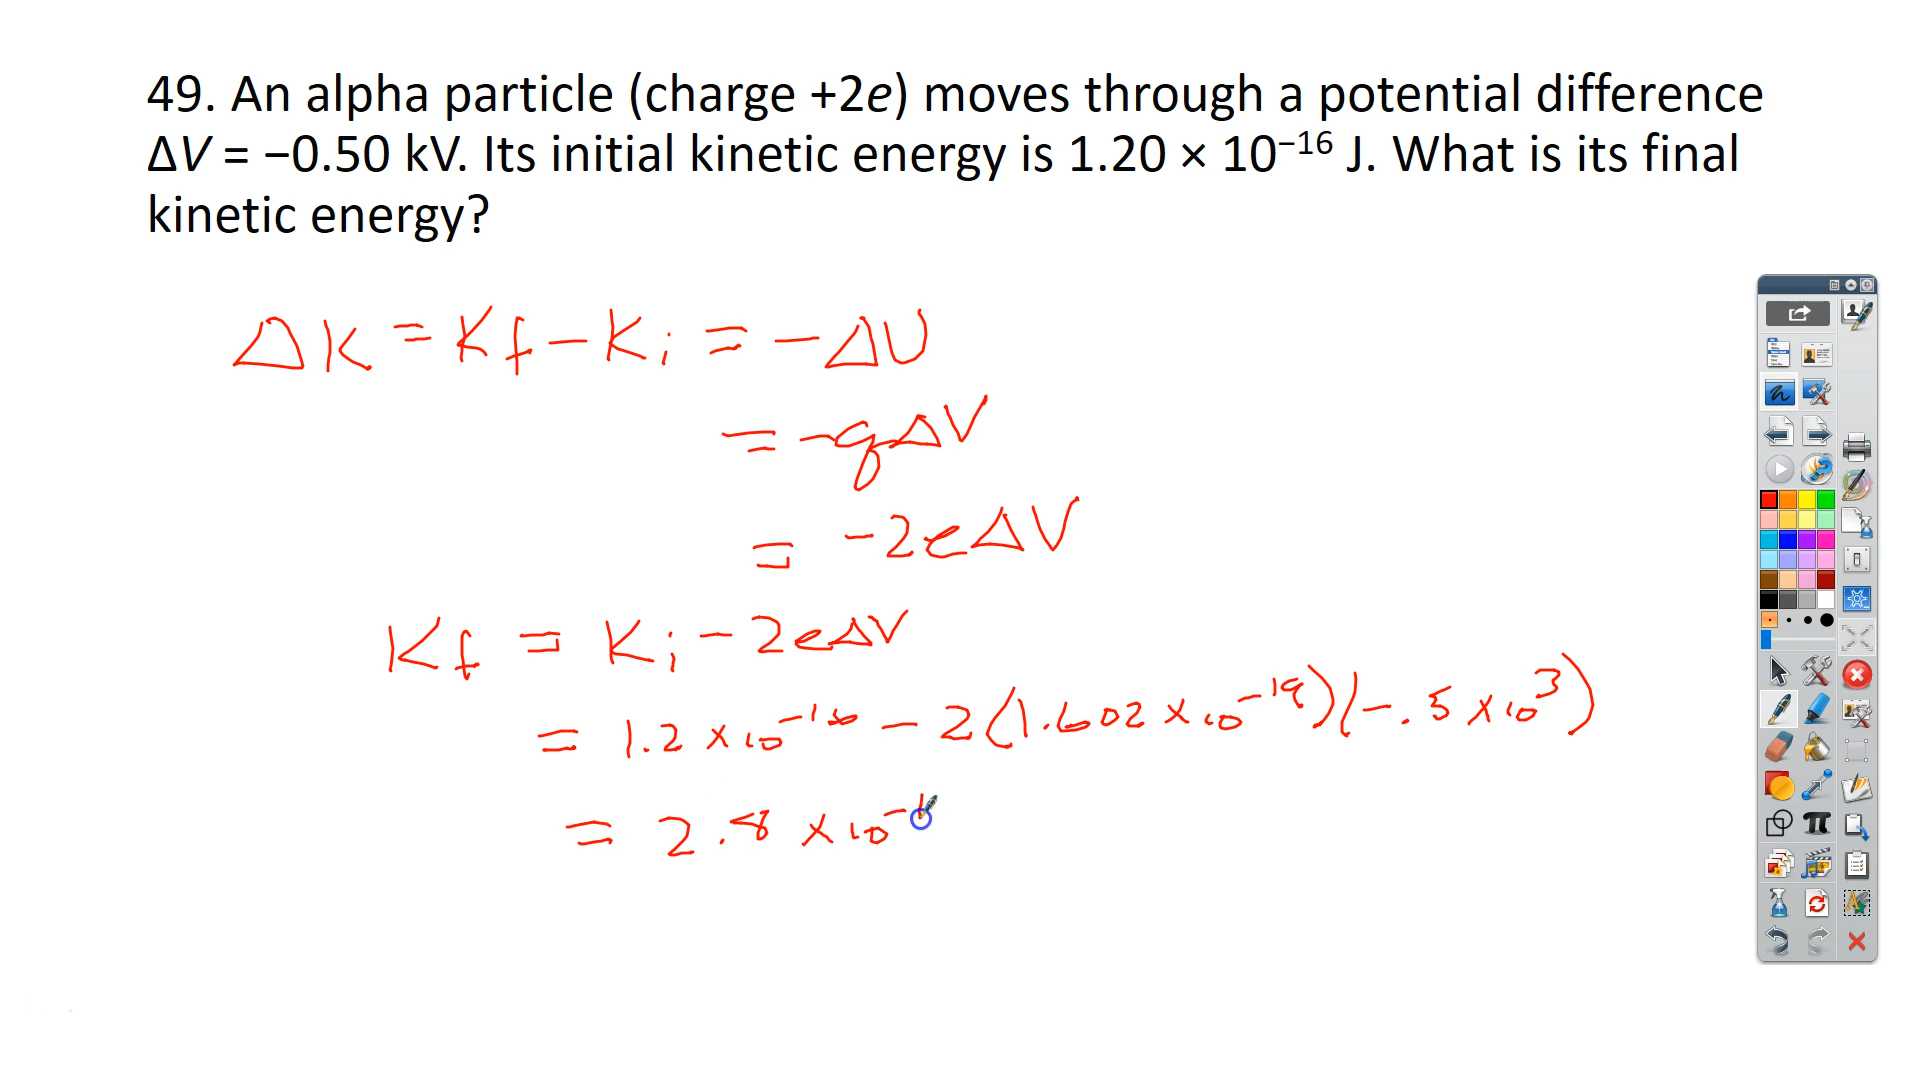 49. An alpha particle (charge +2e) moves through a potential difference
ΔV = −0.50 kV. Its initial kinetic energy is 1.20 × 10⁻¹⁶ J. What is its final
kinetic energy?
ΔK = Kf − Ki = −ΔU
= −qΔV
= −2eΔV
Kf = Ki − 2eΔV
= 1.2 × 10⁻¹⁶ − 2(1.602 × 10⁻¹⁹)(−.5 × 10³)
= 2.8 × 10⁻¹